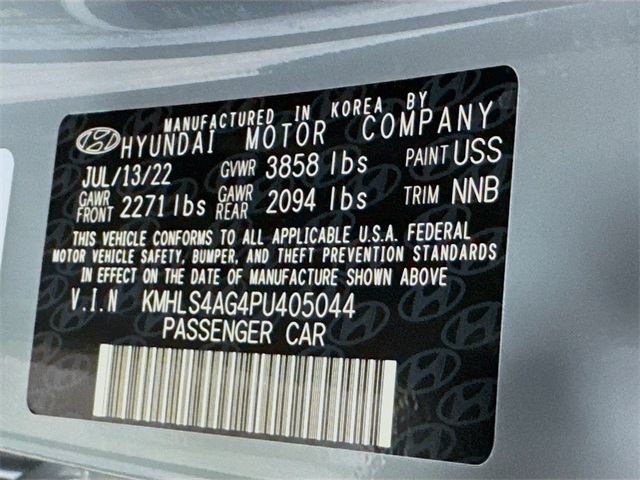 MANUFACTURED IN KOREA BY
HYUNDAI MOTOR COMPANY
JUL/13/22 GVWR 3858 lbs PAINT USS
GAWR FRONT 2271 lbs GAWR REAR 2094 lbs TRIM NNB
THIS VEHICLE CONFORMS TO ALL APPLICABLE U.S.A. FEDERAL
MOTOR VEHICLE SAFETY, BUMPER, AND THEFT PREVENTION STANDARDS
IN EFFECT ON THE DATE OF MANUFACTURE SHOWN ABOVE
V.I.N KMHLS4AG4PU405044
PASSENGER CAR